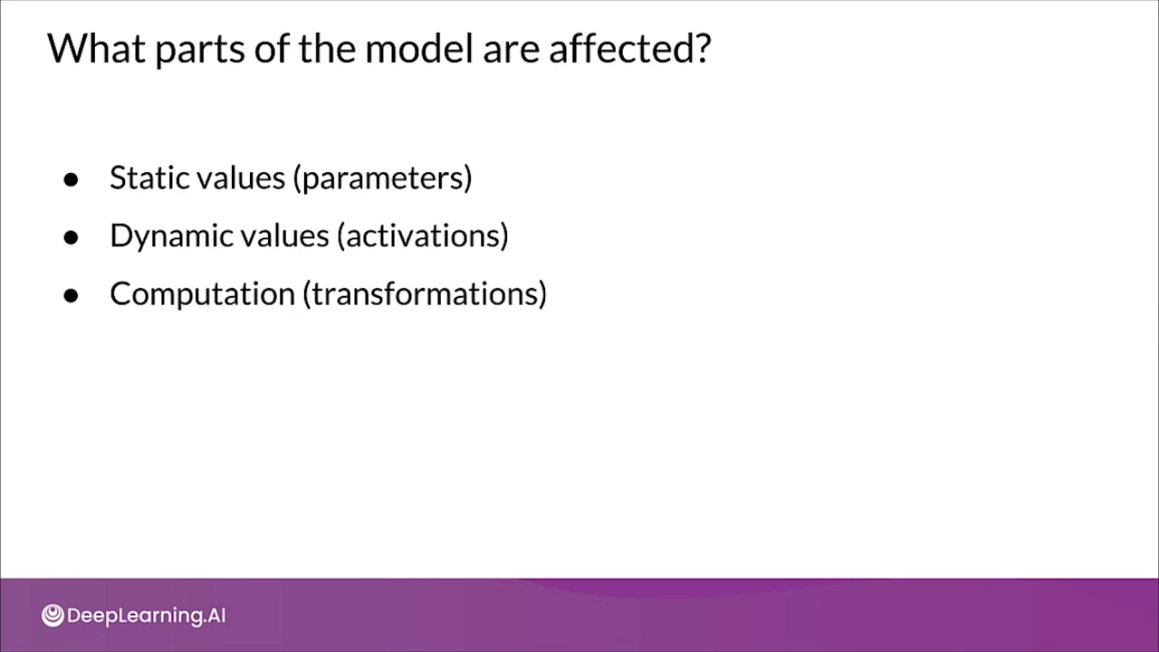 What parts of the model are affected?
● Static values (parameters)
● Dynamic values (activations)
● Computation (transformations)
DeepLearning.AI